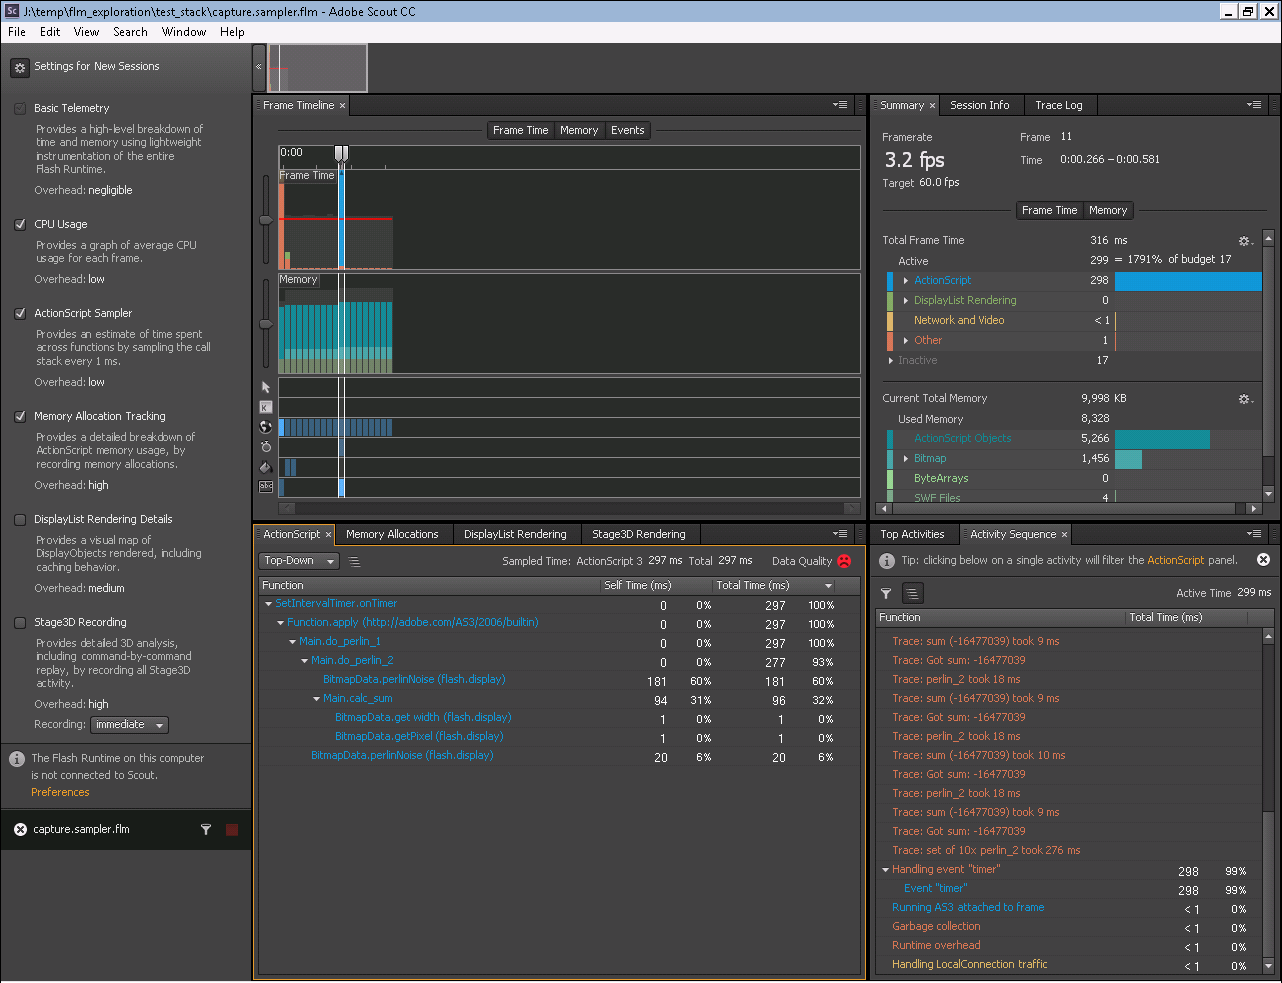 J:\temp\flm_exploration\test_stack\capture.sampler.flm - Adobe Scout CC
File Edit View Search Window Help
Settings for New Sessions
Basic Telemetry
Provides a high-level breakdown of
time and memory using lightweight
instrumentation of the entire
Flash Runtime.
Overhead: negligible
CPU Usage
Provides a graph of average CPU
usage for each frame.
Overhead: low
ActionScript Sampler
Provides an estimate of time spent
across functions by sampling the call
stack every 1 ms.
Overhead: low
Memory Allocation Tracking
Provides a detailed breakdown of
ActionScript memory usage, by
recording memory allocations.
Overhead: high
DisplayList Rendering Details
Provides a visual map of
DisplayObjects rendered, including
caching behavior.
Overhead: medium
Stage3D Recording
Provides detailed 3D analysis,
including command-by-command
replay, by recording all Stage3D
activity.
Overhead: high
Recording: immediate
The Flash Runtime on this computer
is not connected to Scout.
Preferences
capture.sampler.flm
Frame Timeline
Frame Time Memory Events
0:00
Frame Time
Memory
Summary Session Info Trace Log
Framerate
3.2 fps
Target 60.0 fps
Frame 11
Time 0:00.266 – 0:00.581
Frame Time Memory
Total Frame Time 316 ms
Active 299 = 1791% of budget 17
ActionScript 298
DisplayList Rendering 0
Network and Video < 1
Other 1
Inactive 17
Current Total Memory 9,998 KB
Used Memory 8,328
ActionScript Objects 5,266
Bitmap 1,456
ByteArrays 0
SWF Files 4
ActionScript Memory Allocations DisplayList Rendering Stage3D Rendering
Top-Down Sampled Time: ActionScript 3 297 ms Total 297 ms Data Quality
Function Self Time (ms) Total Time (ms)
SetIntervalTimer.onTimer 0 0% 297 100%
Function.apply (http://adobe.com/AS3/2006/builtin) 0 0% 297 100%
Main.do_perlin_1 0 0% 297 100%
Main.do_perlin_2 0 0% 277 93%
BitmapData.perlinNoise (flash.display) 181 60% 181 60%
Main.calc_sum 94 31% 96 32%
BitmapData.get width (flash.display) 1 0% 1 0%
BitmapData.getPixel (flash.display) 1 0% 1 0%
BitmapData.perlinNoise (flash.display) 20 6% 20 6%
Top Activities Activity Sequence
Tip: clicking below on a single activity will filter the ActionScript panel.
Active Time 299 ms
Function Total Time (ms)
Trace: sum (-16477039) took 9 ms
Trace: Got sum: -16477039
Trace: perlin_2 took 18 ms
Trace: sum (-16477039) took 9 ms
Trace: Got sum: -16477039
Trace: perlin_2 took 18 ms
Trace: sum (-16477039) took 10 ms
Trace: Got sum: -16477039
Trace: perlin_2 took 18 ms
Trace: sum (-16477039) took 9 ms
Trace: Got sum: -16477039
Trace: set of 10x perlin_2 took 276 ms
Handling event "timer" 298 99%
Event "timer" 298 99%
Running AS3 attached to frame < 1 0%
Garbage collection < 1 0%
Runtime overhead < 1 0%
Handling LocalConnection traffic < 1 0%